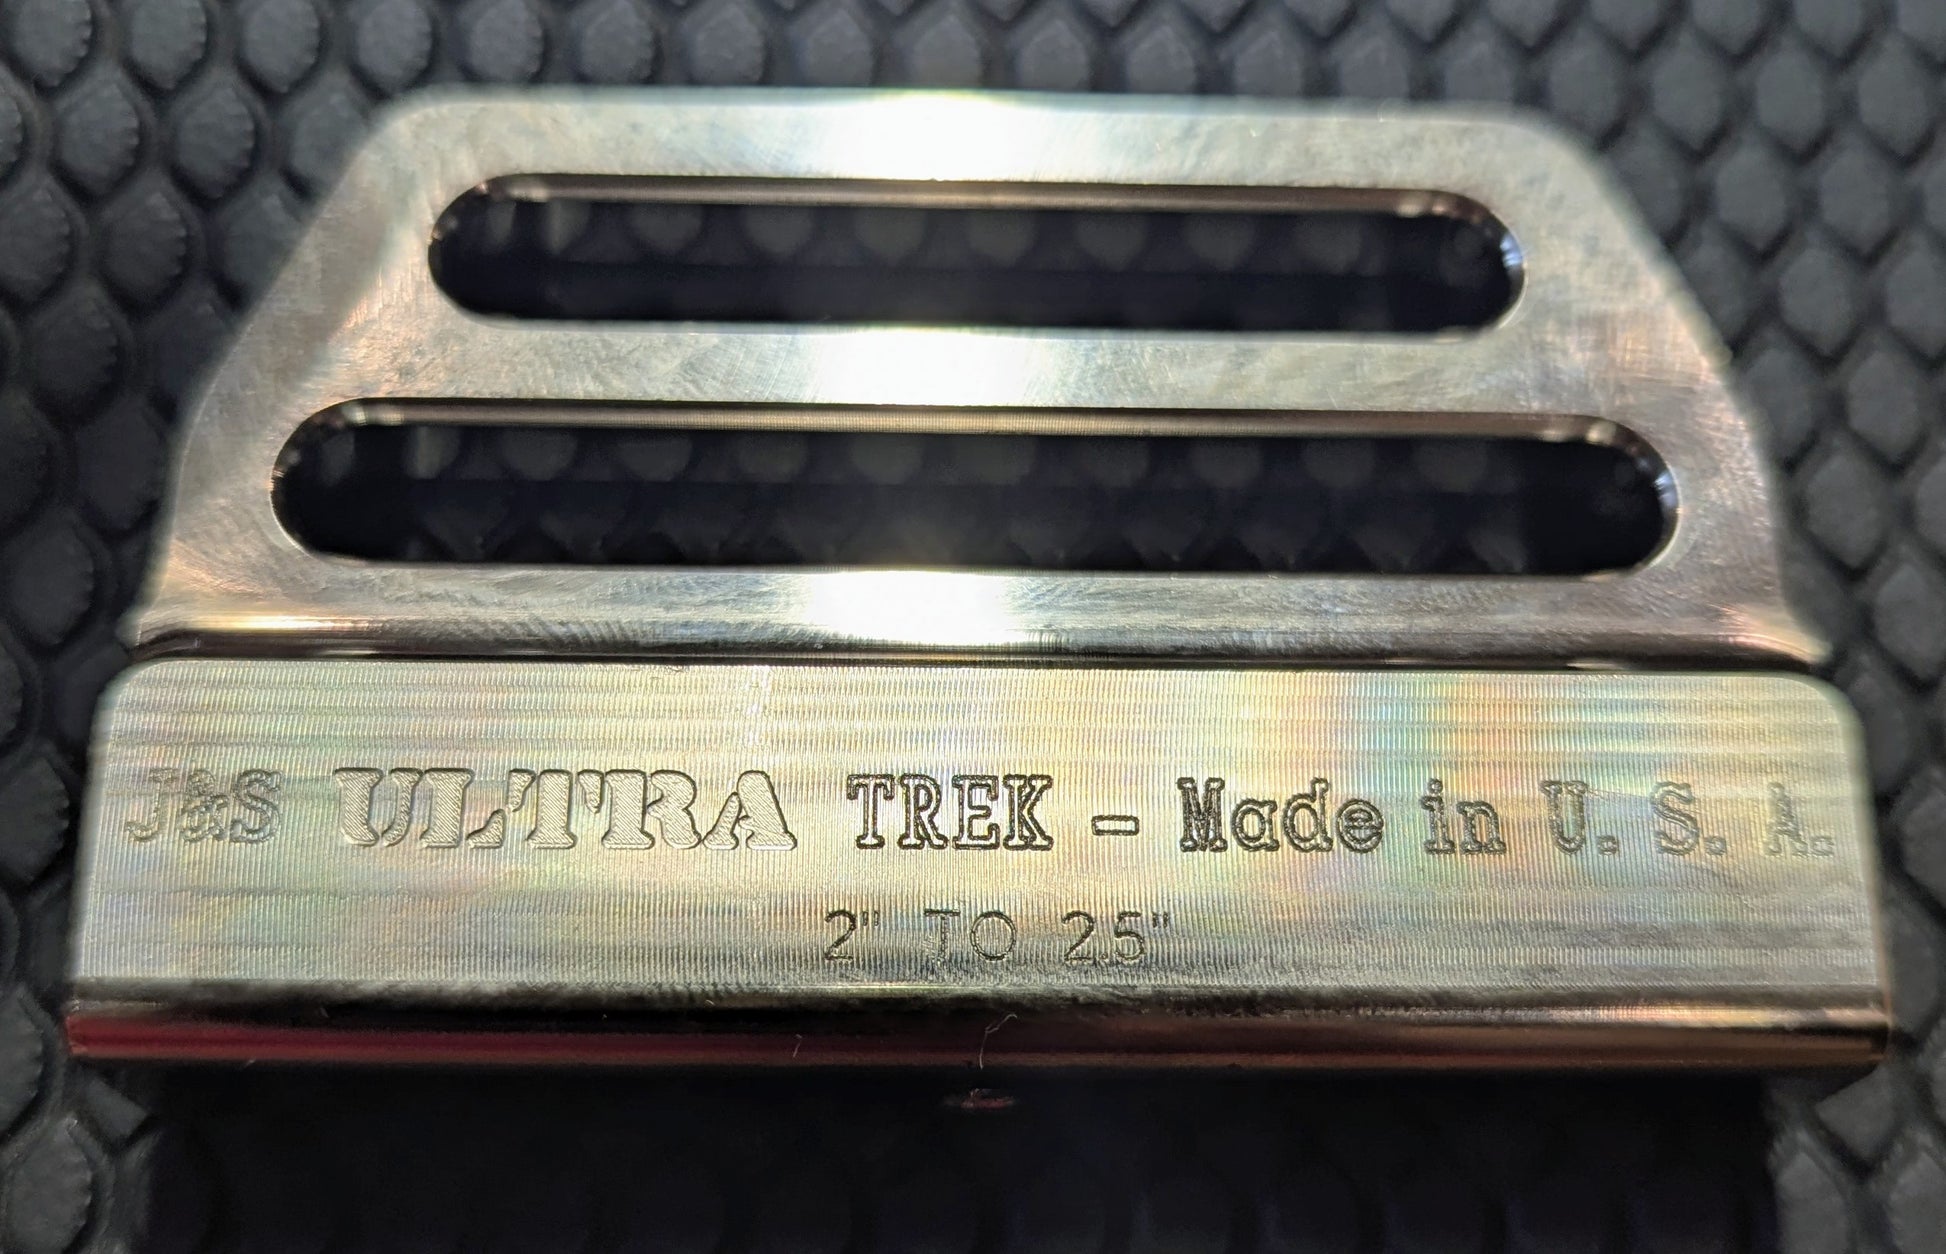 J&S ULTRA TREK - Made in U. S. A.
2" TO 2.5"